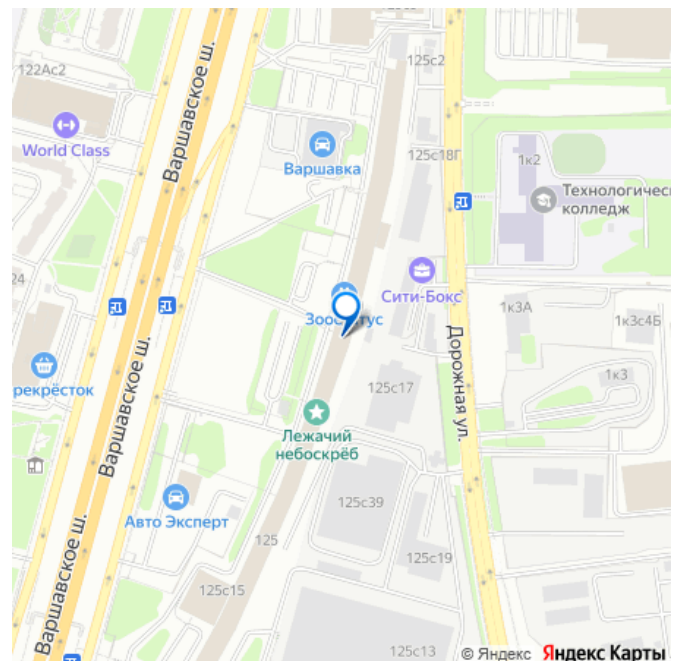 125с2
122Ас2
World Class
Варшавское ш.
Варшавка
125с18Г
1к2
Технологичес
колледж
24
Сити-Бокс
1к3А
1к3с4Б
Дорожная ул.
рекрёсток
125с17
1к3
Варшавское ш.
Лежачий
небоскрёб
Авто Эксперт
125с39
125
125с19
125с15
Варшавское ш.
125с13
© Яндекс Яндекс Карты